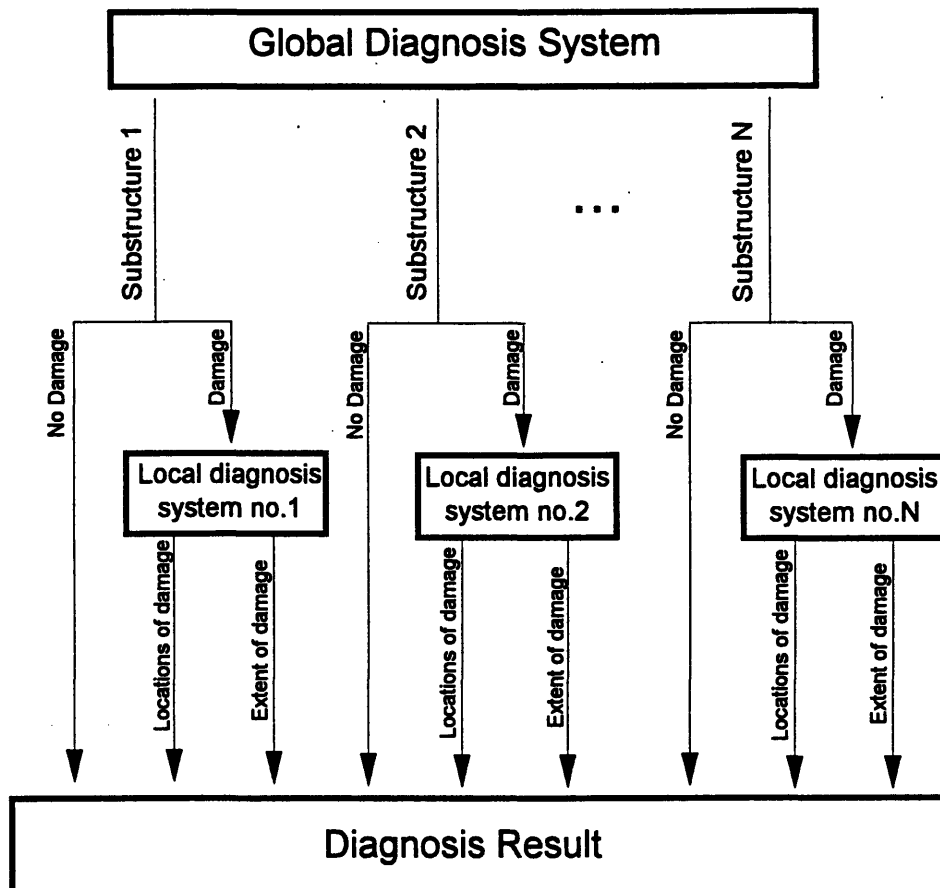 Global Diagnosis System
Substructure 1
Substructure 2
...
Substructure N
No Damage
Damage
No Damage
Damage
No Damage
Damage
Local diagnosis
system no.1
Local diagnosis
system no.2
Local diagnosis
system no.N
Locations of damage
Extent of damage
Locations of damage
Extent of damage
Locations of damage
Extent of damage
Diagnosis Result